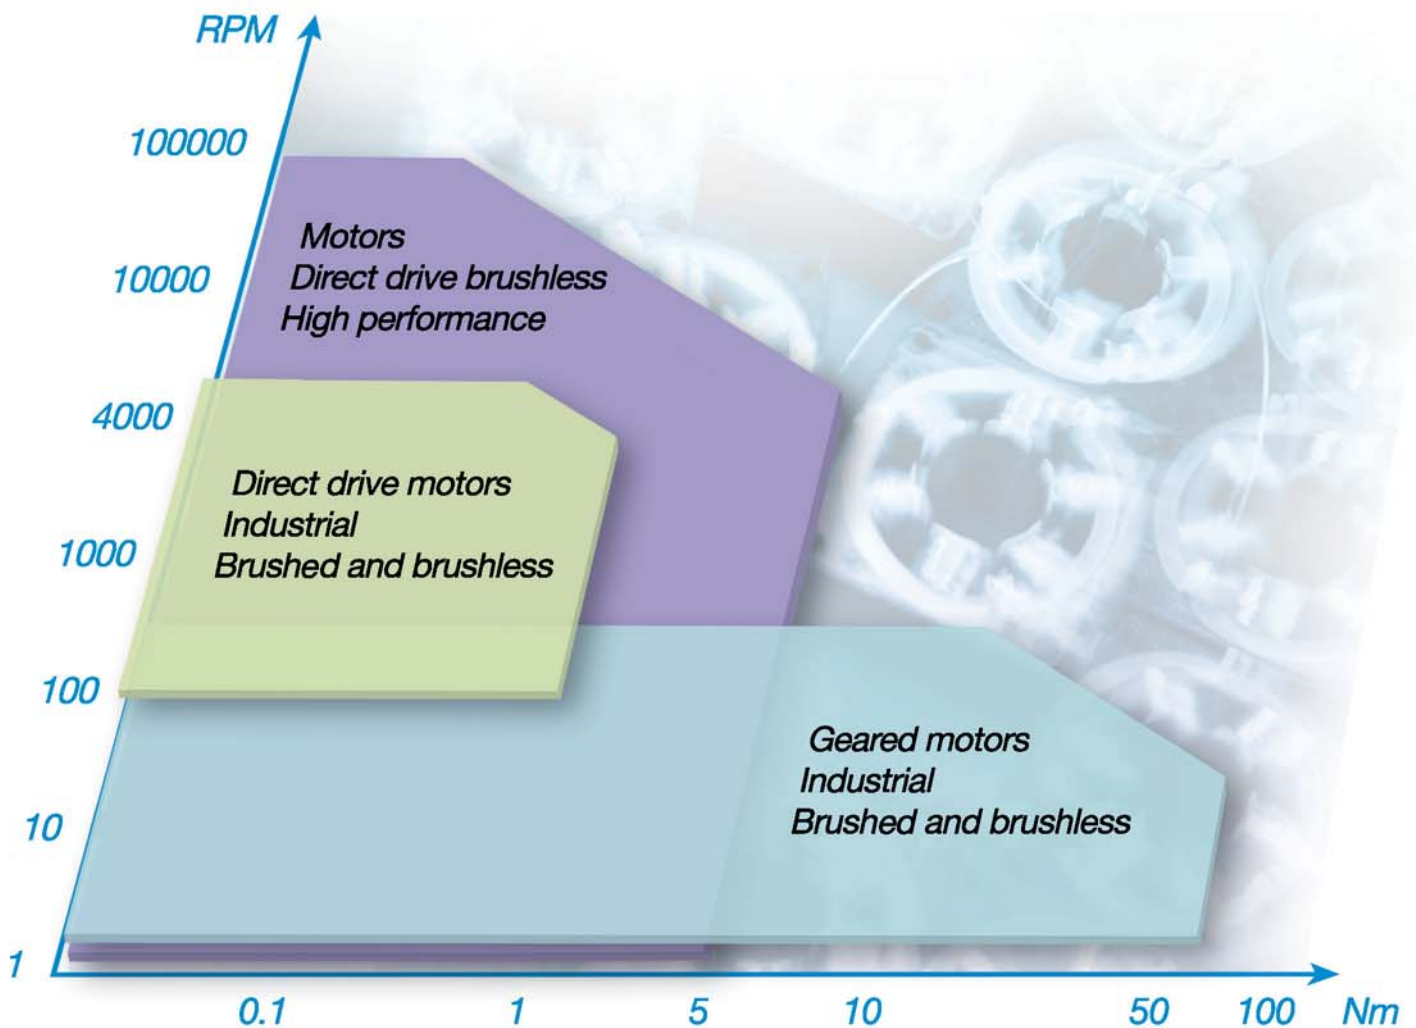 RPM
100000
Motors
Direct drive brushless
High performance
10000
4000
Direct drive motors
Industrial
Brushed and brushless
1000
100
Geared motors
Industrial
Brushed and brushless
10
1
0.1 1 5 10 50 100 Nm